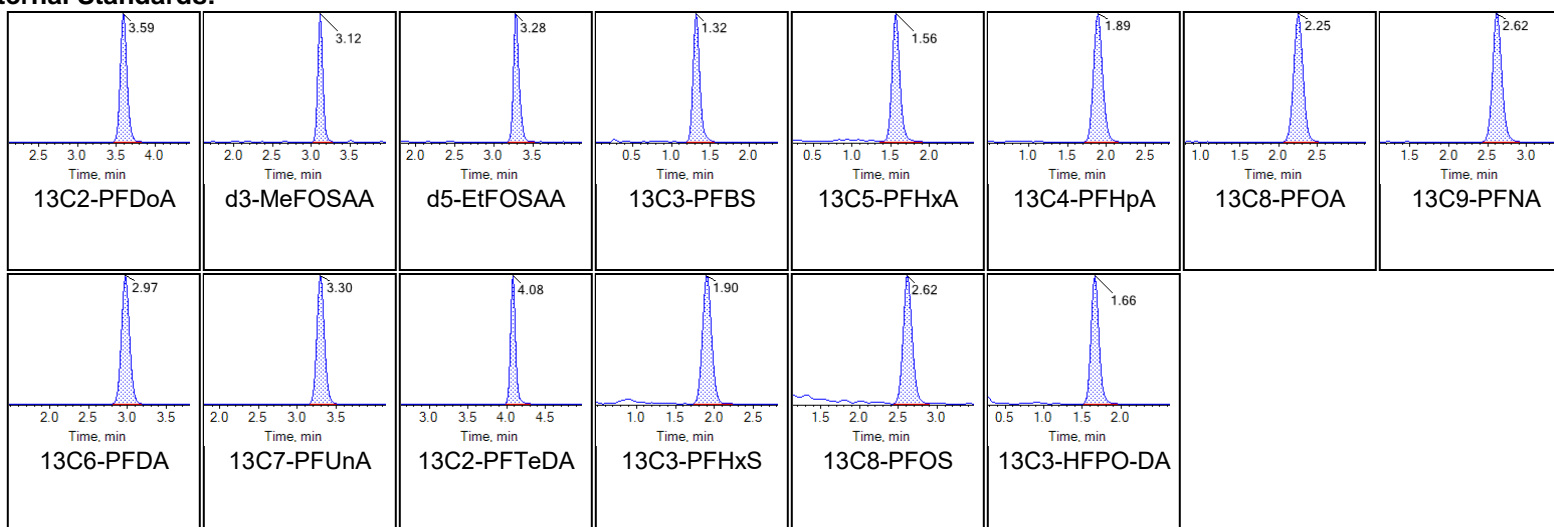 ternal Standards:
3.59
2.5 3.0 3.5 4.0
Time, min
13C2-PFDoA
3.12
2.0 2.5 3.0 3.5
Time, min
d3-MeFOSAA
3.28
2.0 2.5 3.0 3.5
Time, min
d5-EtFOSAA
1.32
0.5 1.0 1.5 2.0
Time, min
13C3-PFBS
1.56
0.5 1.0 1.5 2.0
Time, min
13C5-PFHxA
1.89
1.0 1.5 2.0 2.5
Time, min
13C4-PFHpA
2.25
1.0 1.5 2.0 2.5
Time, min
13C8-PFOA
2.62
1.5 2.0 2.5 3.0
Time, min
13C9-PFNA
2.97
2.0 2.5 3.0 3.5
Time, min
13C6-PFDA
3.30
2.0 2.5 3.0 3.5
Time, min
13C7-PFUnA
4.08
3.0 3.5 4.0 4.5
Time, min
13C2-PFTeDA
1.90
1.0 1.5 2.0 2.5
Time, min
13C3-PFHxS
2.62
1.5 2.0 2.5 3.0
Time, min
13C8-PFOS
1.66
0.5 1.0 1.5 2.0
Time, min
13C3-HFPO-DA